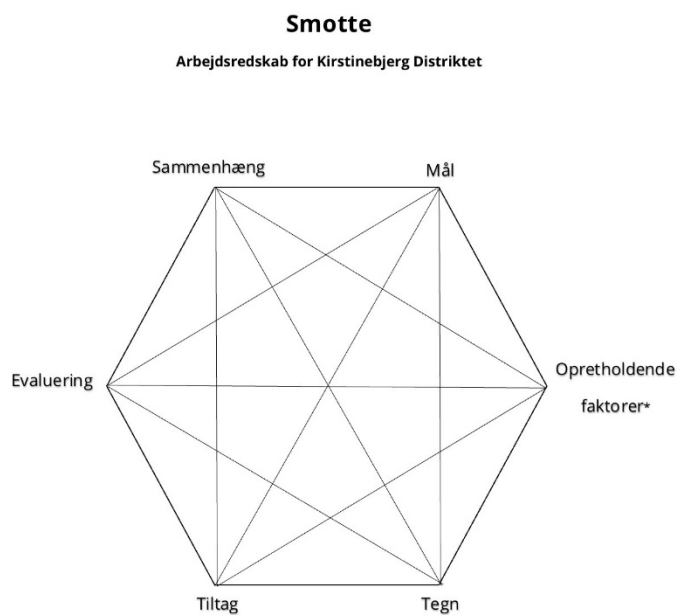 Smotte
Arbejdsredskab for Kirstinebjerg Distriktet
Sammenhæng
Mål
Evaluering
Opretholdende
faktorer*
Tiltag
Tegn